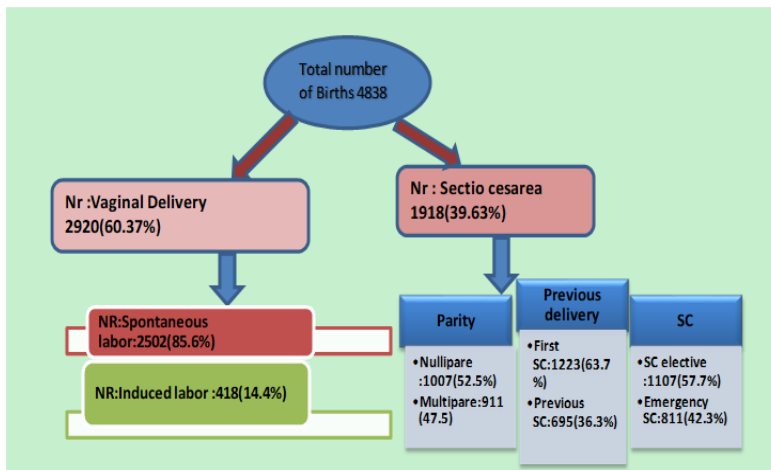 Total number
of Births 4838
Nr :Vaginal Delivery
2920(60.37%)
Nr : Sectio cesarea
1918(39.63%)
NR:Spontaneous
labor:2502(85.6%)
NR:Induced labor :418(14.4%)
Parity
•Nullipare
:1007(52.5%)
•Multipare:911
(47.5)
Previous
delivery
•First
SC:1223(63.7
%)
•Previous
SC:695(36.3%)
SC
•SC elective
:1107(57.7%)
•Emergency
SC:811(42.3%)